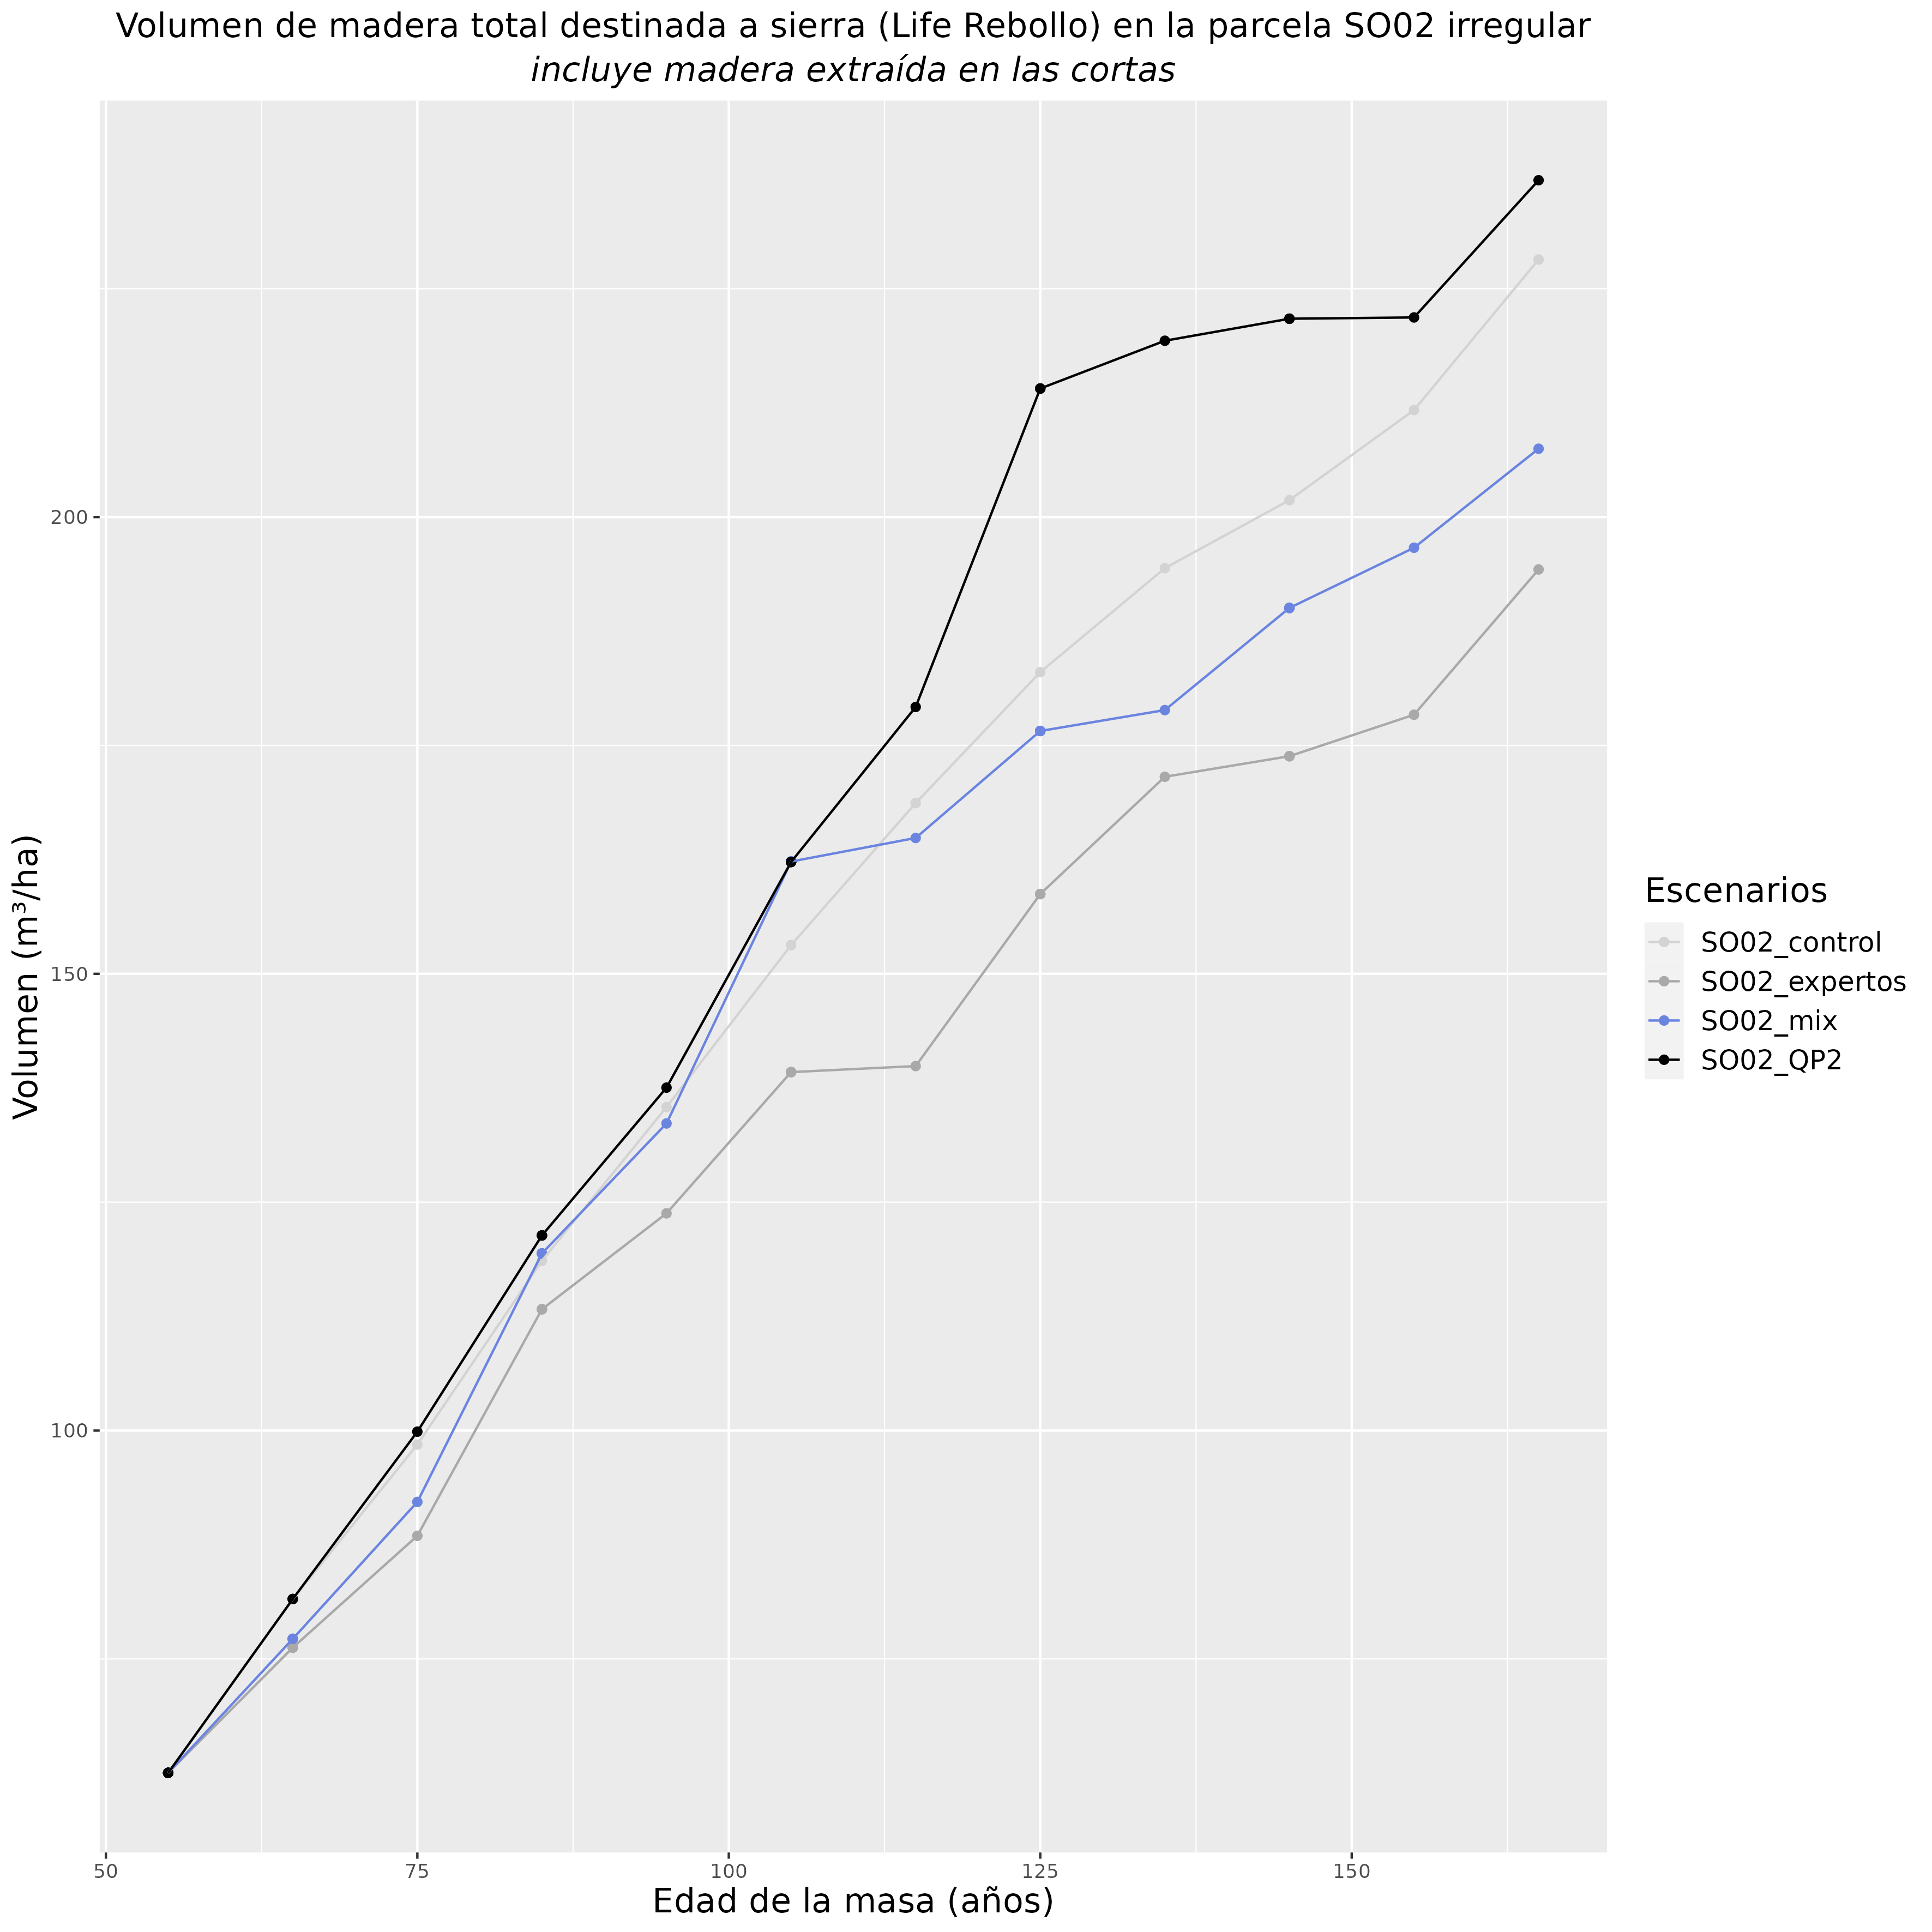 Volumen de madera total destinada a sierra (Life Rebollo) en la parcela SO02 irregular
incluye madera extraída en las cortas
Volumen (m³/ha)
200
150
100
50
75
100
125
150
Edad de la masa (años)
Escenarios
SO02_control
SO02_expertos
SO02_mix
SO02_QP2